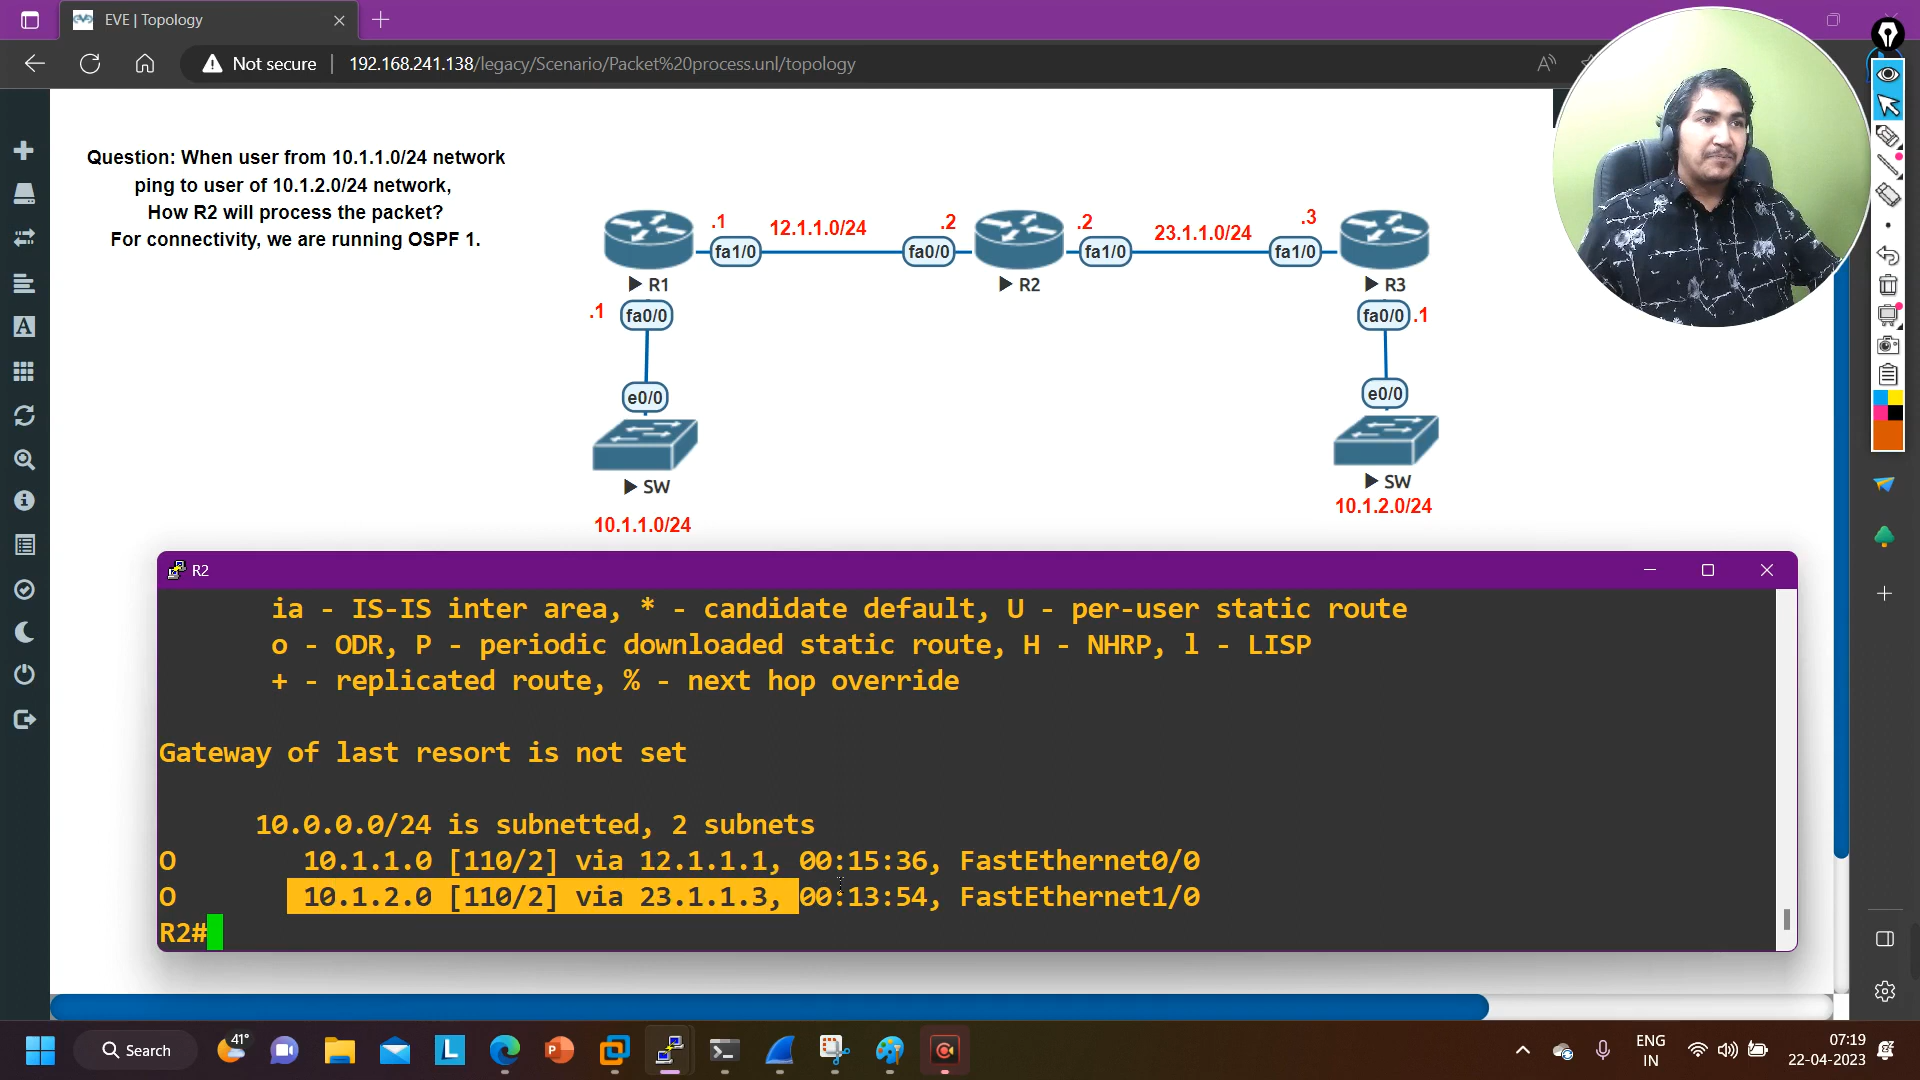 EVE | Topology
Not secure
192.168.241.138/legacy/Scenario/Packet%20process.unl/topology
Question: When user from 10.1.1.0/24 network
ping to user of 10.1.2.0/24 network,
How R2 will process the packet?
For connectivity, we are running OSPF 1.
.1
12.1.1.0/24
.2
.2
23.1.1.0/24
.3
fa1/0
fa0/0
fa1/0
fa1/0
R1
R2
R3
.1
fa0/0
fa0/0
.1
e0/0
e0/0
SW
SW
10.1.1.0/24
10.1.2.0/24
R2
ia - IS-IS inter area, * - candidate default, U - per-user static route
o - ODR, P - periodic downloaded static route, H - NHRP, l - LISP
+ - replicated route, % - next hop override
Gateway of last resort is not set
10.0.0.0/24 is subnetted, 2 subnets
O 10.1.1.0 [110/2] via 12.1.1.1, 00:15:36, FastEthernet0/0
O 10.1.2.0 [110/2] via 23.1.1.3, 00:13:54, FastEthernet1/0
R2#
41°
Search
ENG
IN
07:19
22-04-2023